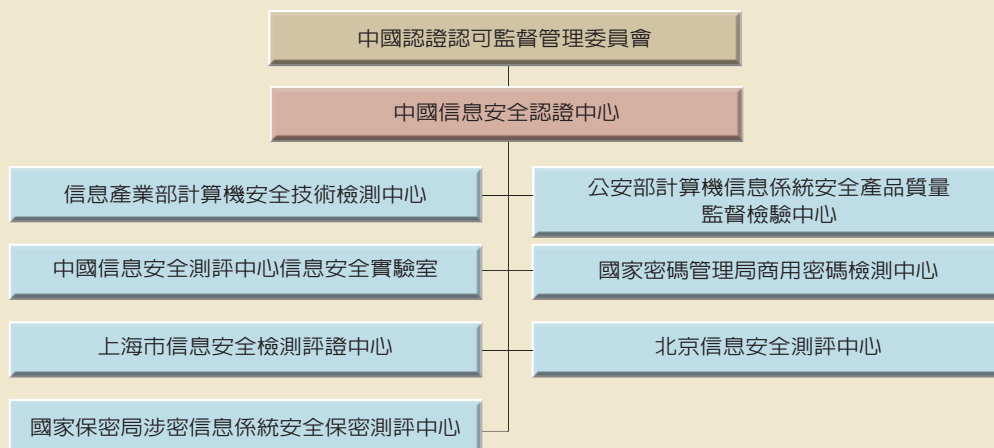 中國認證認可監督管理委員會
中國信息安全認證中心
信息產業部計算機安全技術檢測中心
公安部計算機信息係統安全產品質量
監督檢驗中心
中國信息安全測評中心信息安全實驗室
國家密碼管理局商用密碼檢測中心
上海市信息安全檢測評證中心
北京信息安全測評中心
國家保密局涉密信息係統安全保密測評中心